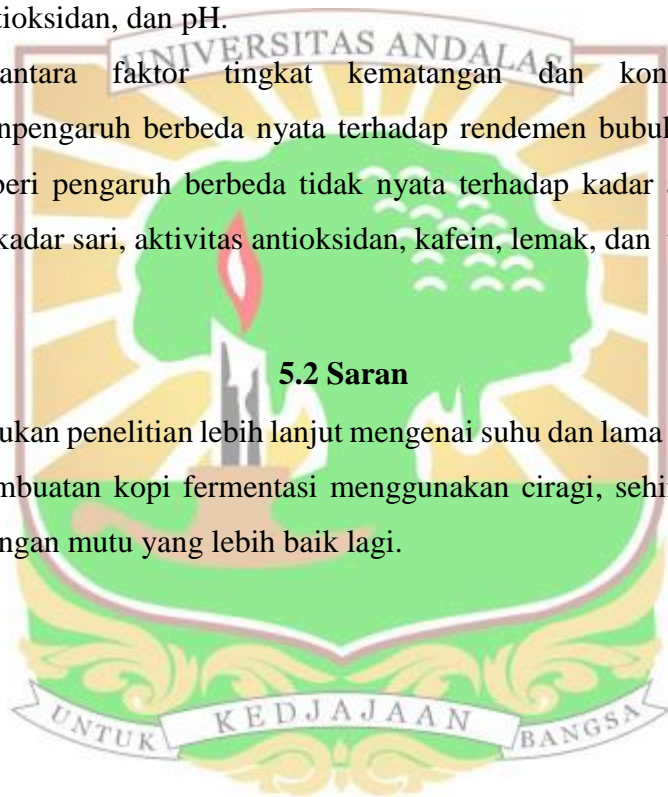 tioksidan, dan pH.
UNIVERSITAS ANDALAS
antara faktor tingkat kematangan dan kon
npengaruh berbeda nyata terhadap rendemen bubul
beri pengaruh berbeda tidak nyata terhadap kadar
kadar sari, aktivitas antioksidan, kafein, lemak, dan
5.2 Saran
ukan penelitian lebih lanjut mengenai suhu dan lama
mbuatan kopi fermentasi menggunakan ciragi, sehi
ngan mutu yang lebih baik lagi.
UNTUK KEDJAJAAN BANGSA